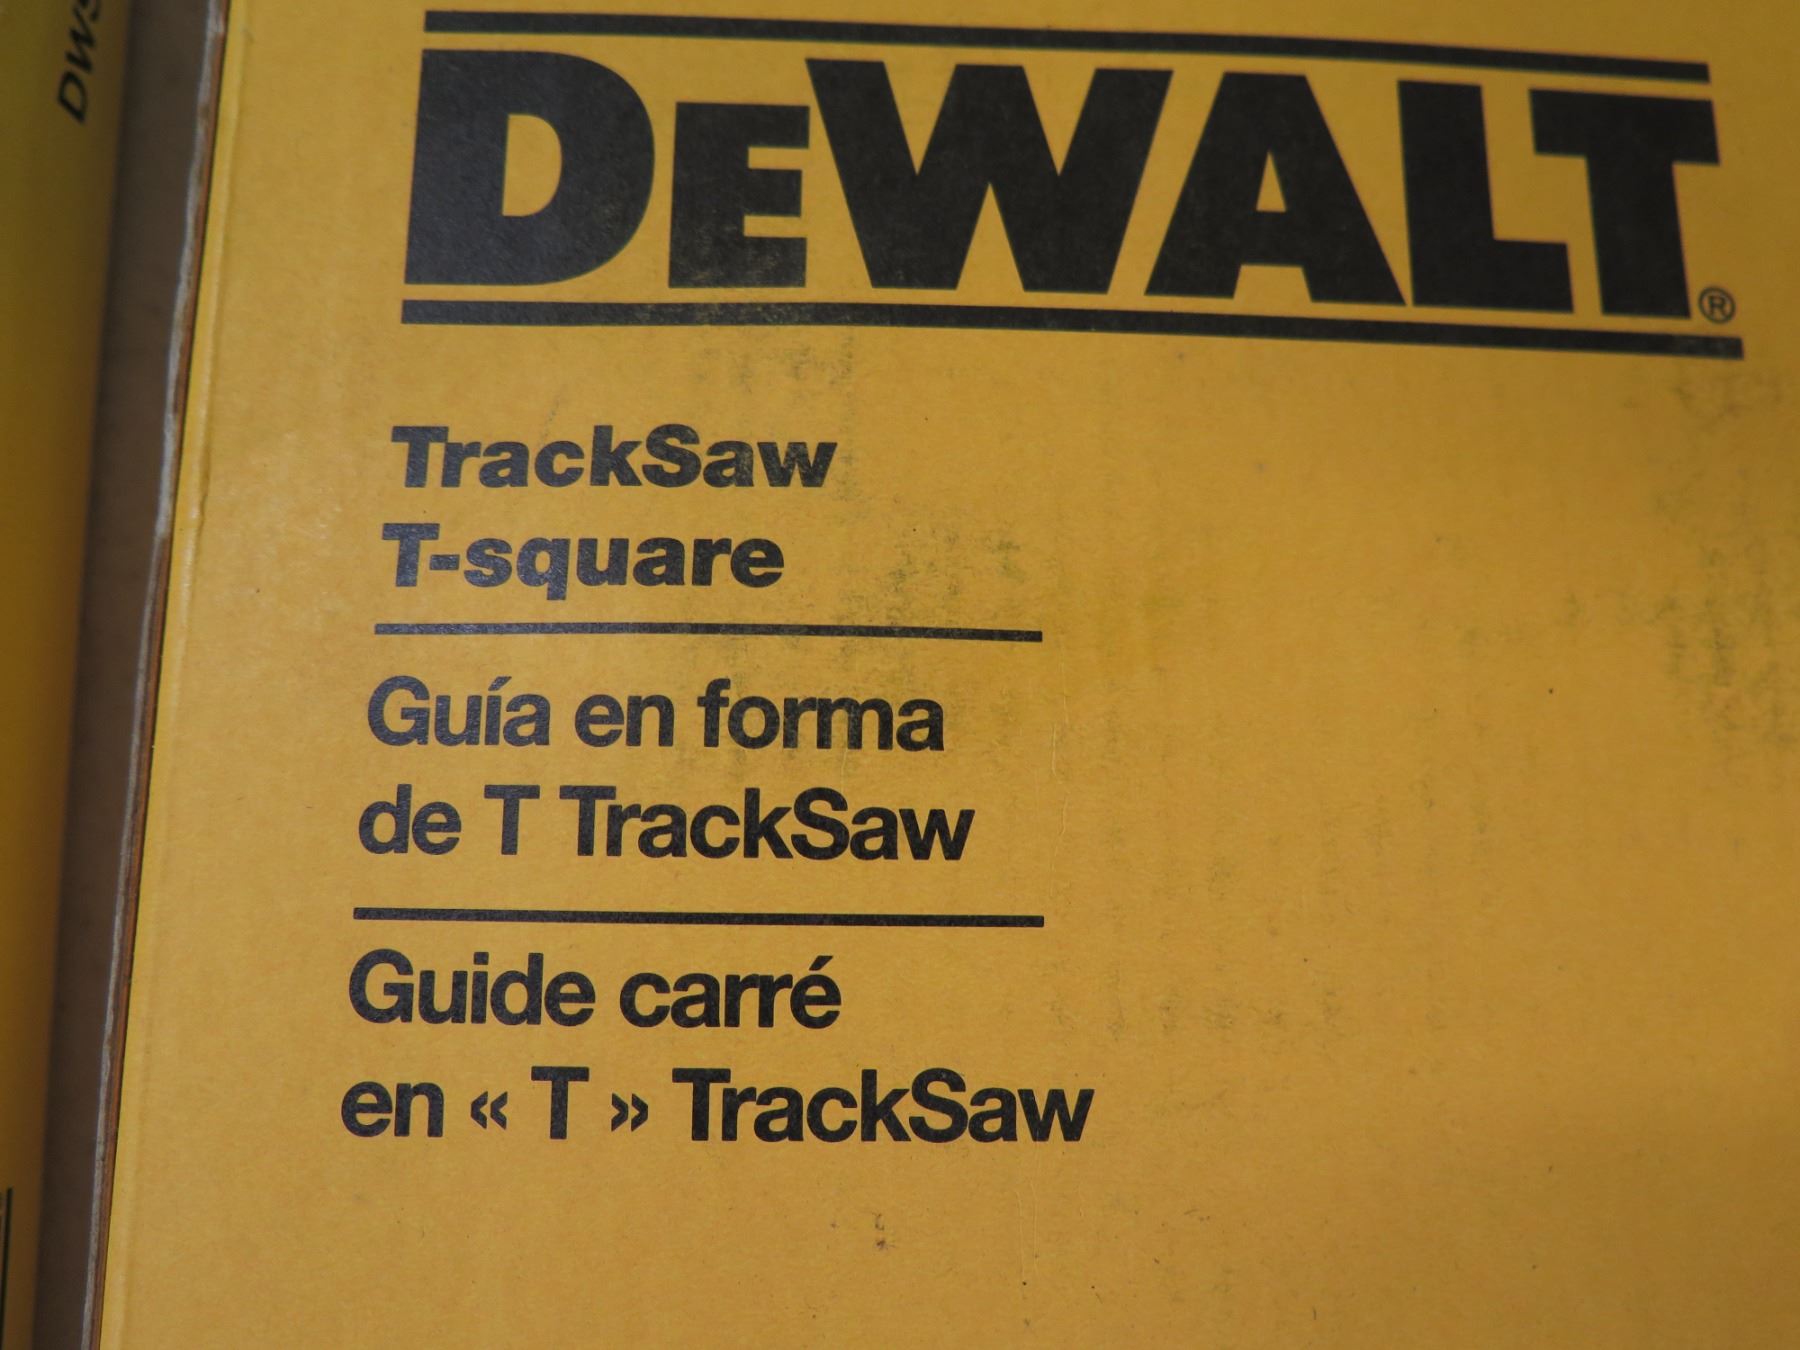 DEWALT®
TrackSaw
T-square
Guía en forma
de T TrackSaw
Guide carré
en « T » TrackSaw